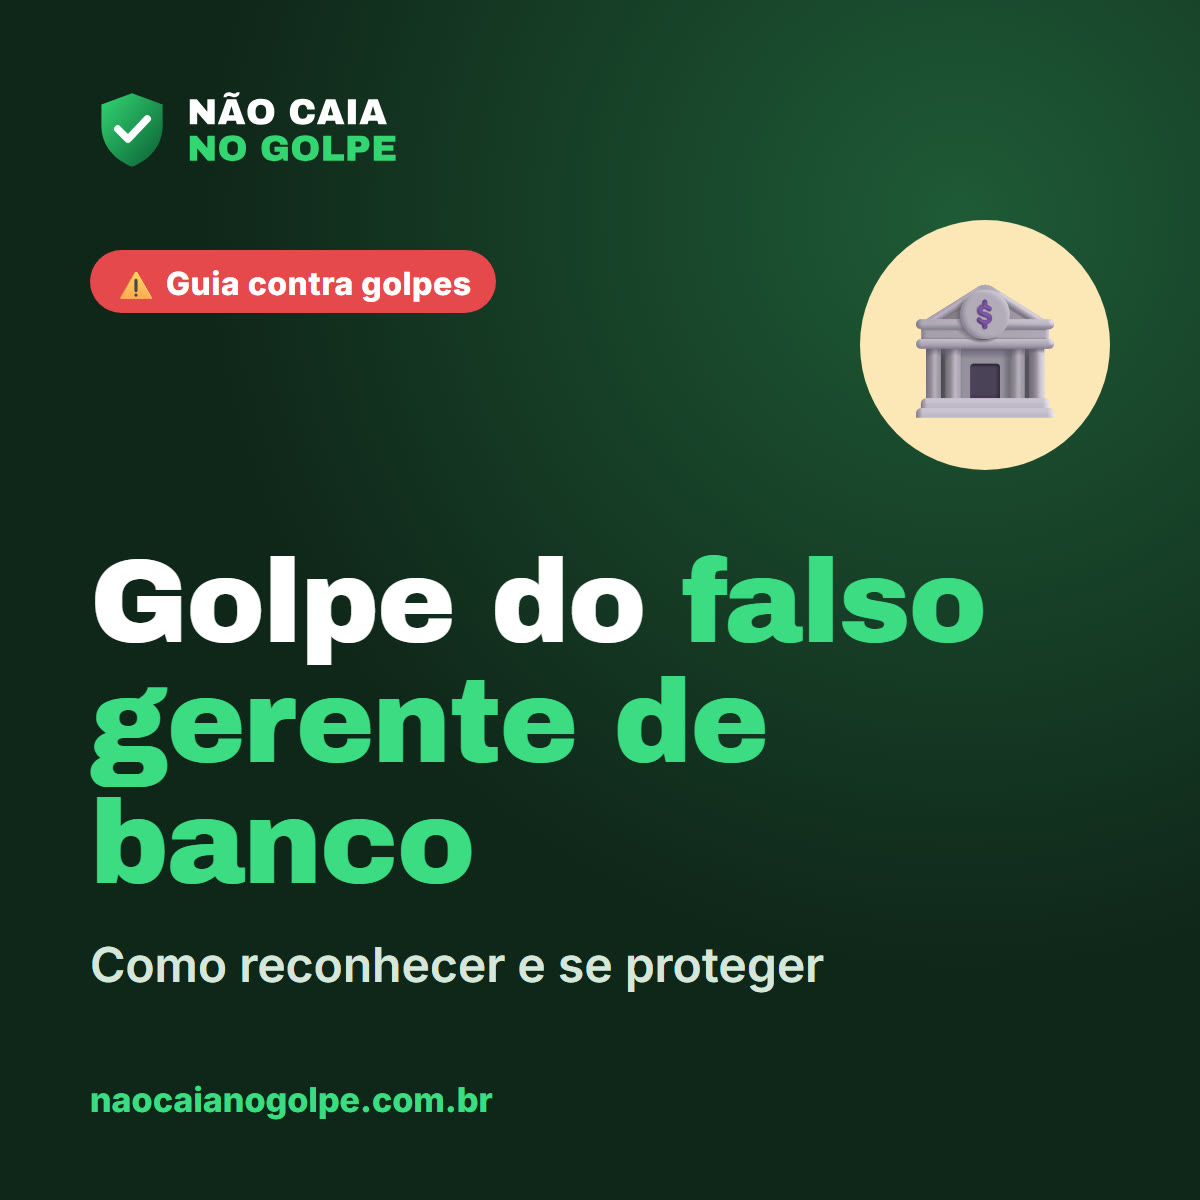 NÃO CAIA
NO GOLPE
⚠️ Guia contra golpes
$
Golpe do falso
gerente de
banco
Como reconhecer e se proteger
naocaianogolpe.com.br